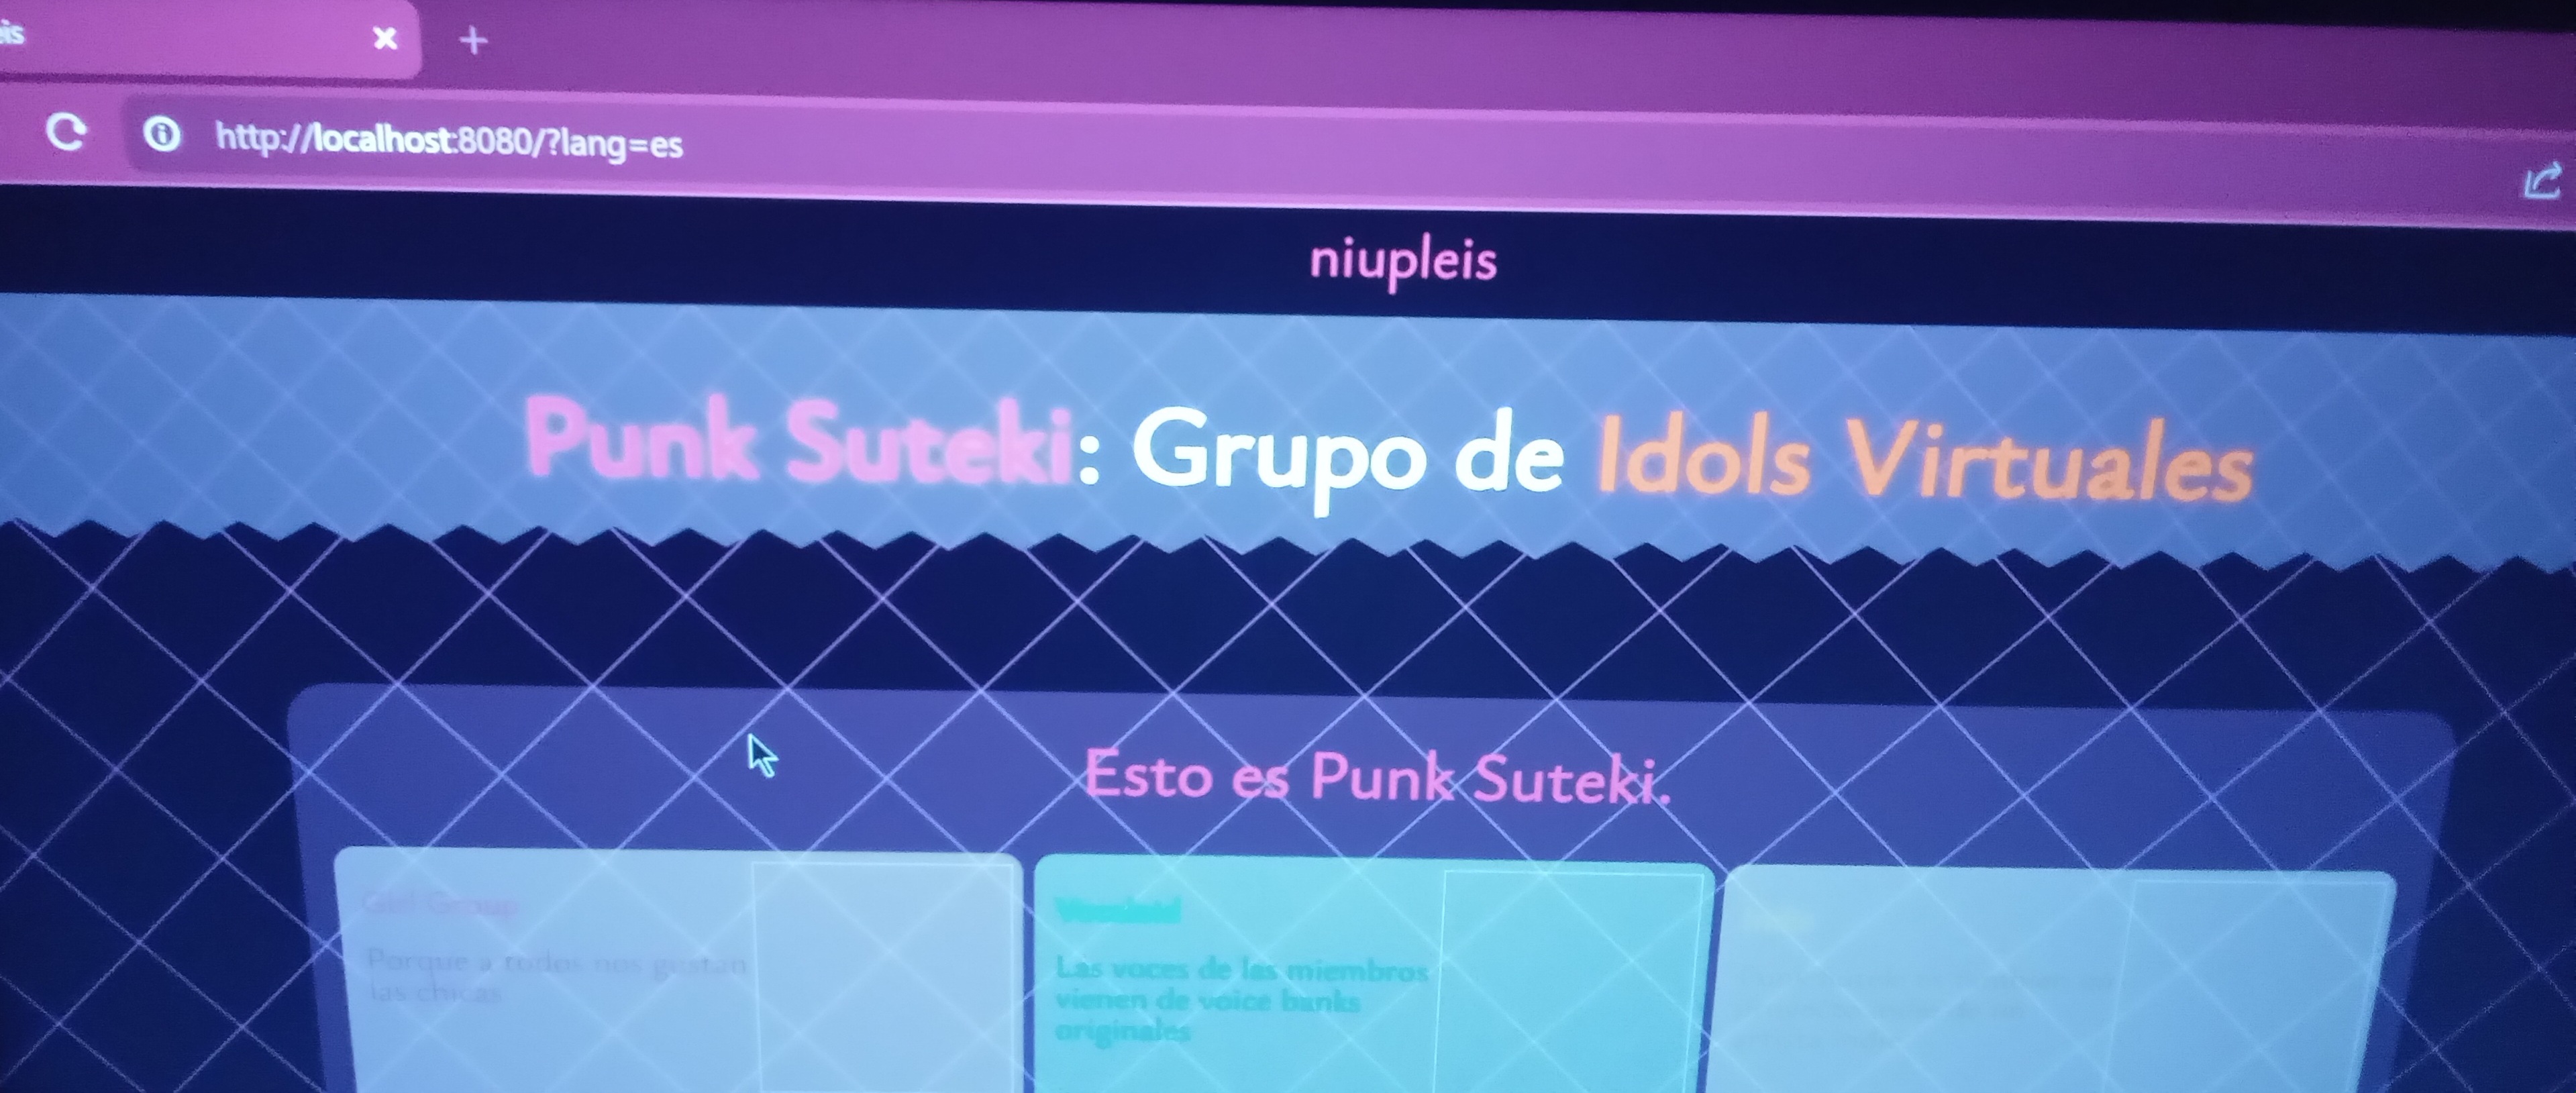 eis
http://localhost:8080/?lang=es
niupleis
Punk Suteki: Grupo de Idols Virtuales
Esto es Punk Suteki.
Girl Group
Porque a todos nos gustan
las chicas
Las voces de las miembros
vienen de voice banks
originales